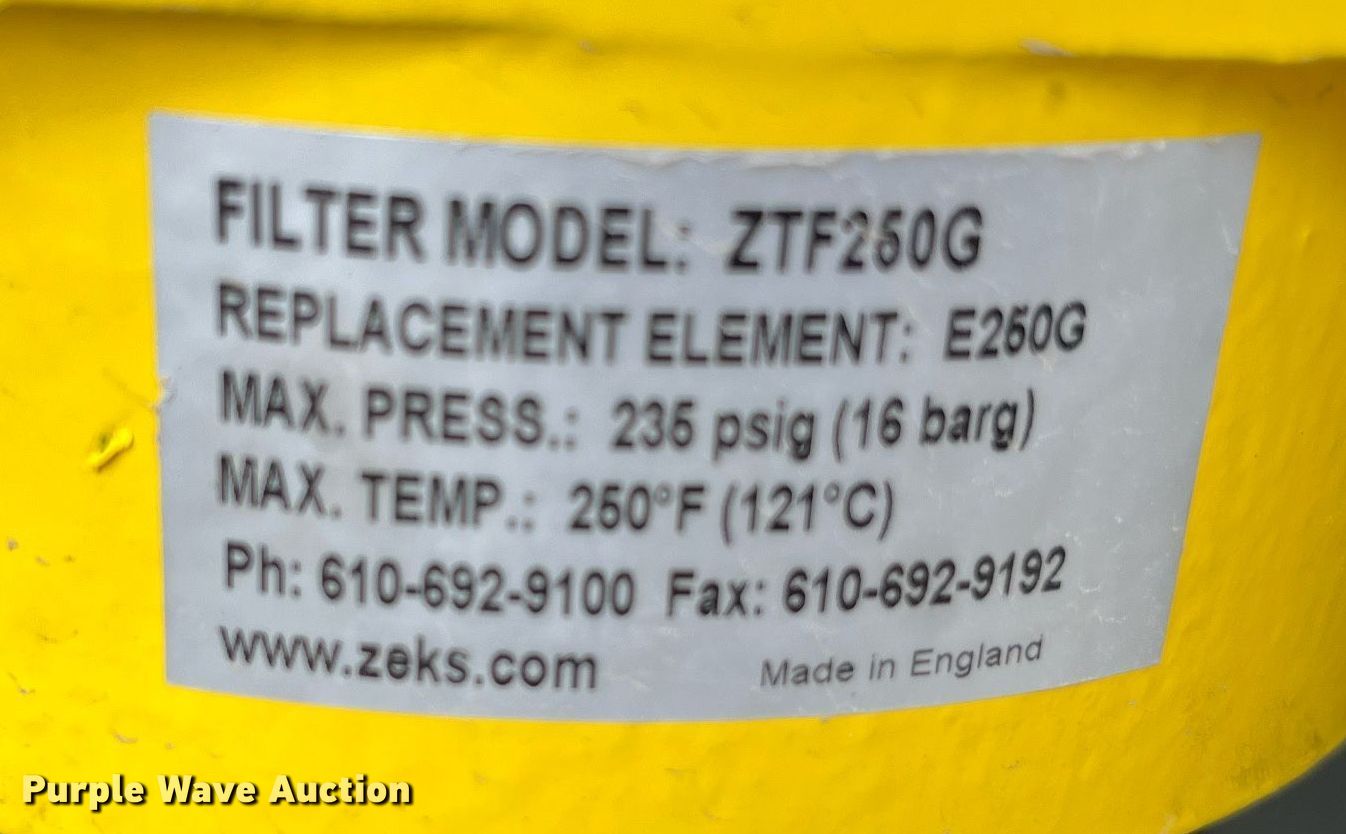 FILTER MODEL: ZTF250G
REPLACEMENT ELEMENT: E250G
MAX. PRESS.: 235 psig (16 barg)
MAX. TEMP.: 250°F (121°C)
Ph: 610-692-9100 Fax: 610-692-9192
www.zeks.com Made in England
Purple Wave Auction